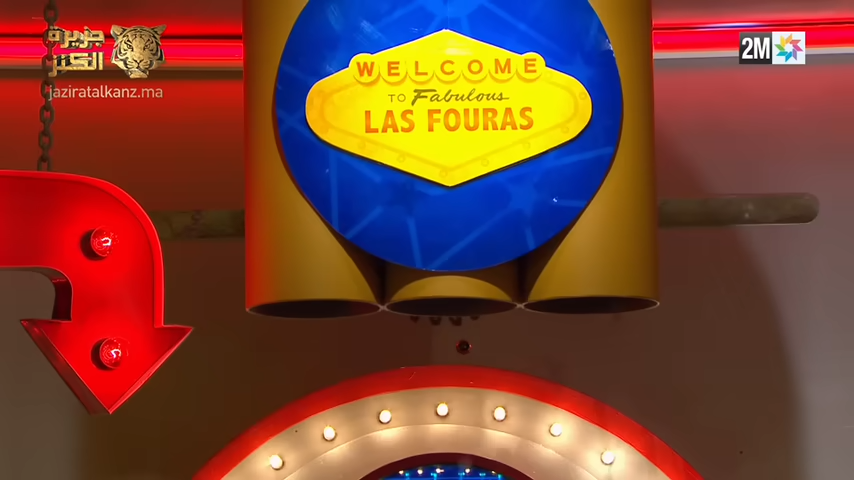 جزيرة
الكنز
jaziratalkanz.ma
2M
WELCOME
TO Fabulous
LAS FOURAS